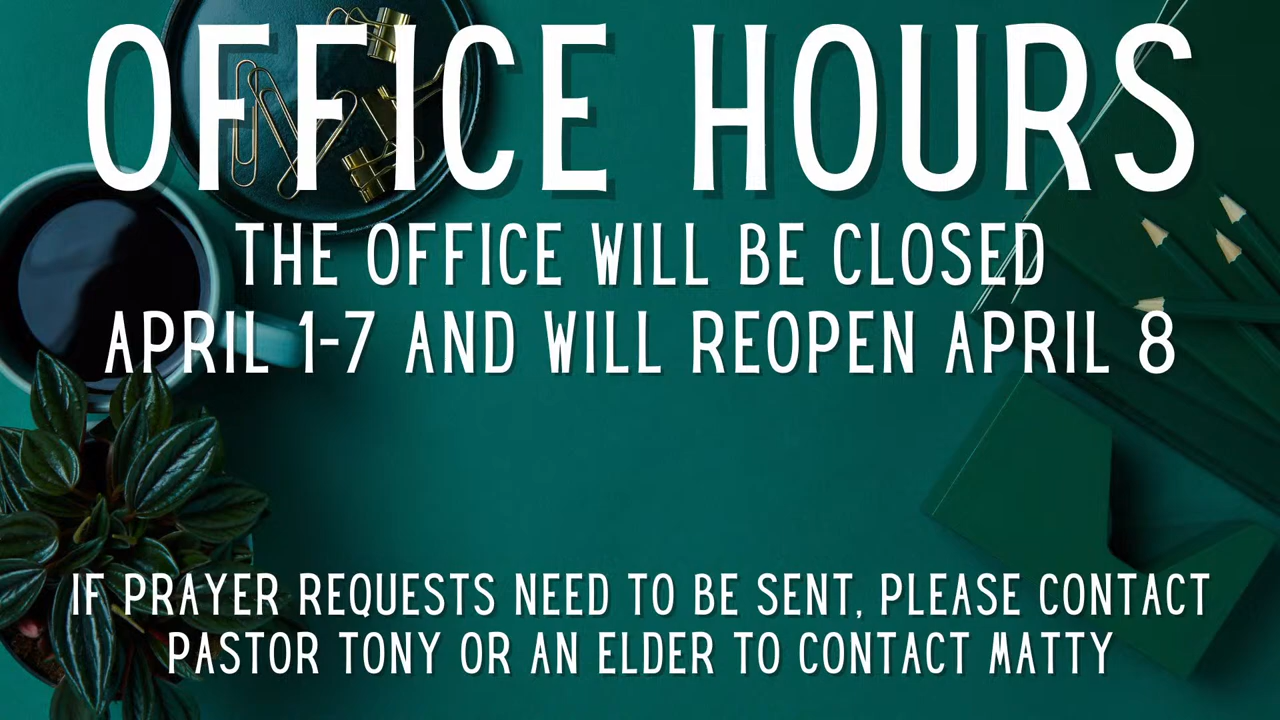 OFFICE HOURS
THE OFFICE WILL BE CLOSED
APRIL 1-7 AND WILL REOPEN APRIL 8
IF PRAYER REQUESTS NEED TO BE SENT, PLEASE CONTACT
PASTOR TONY OR AN ELDER TO CONTACT MATTY